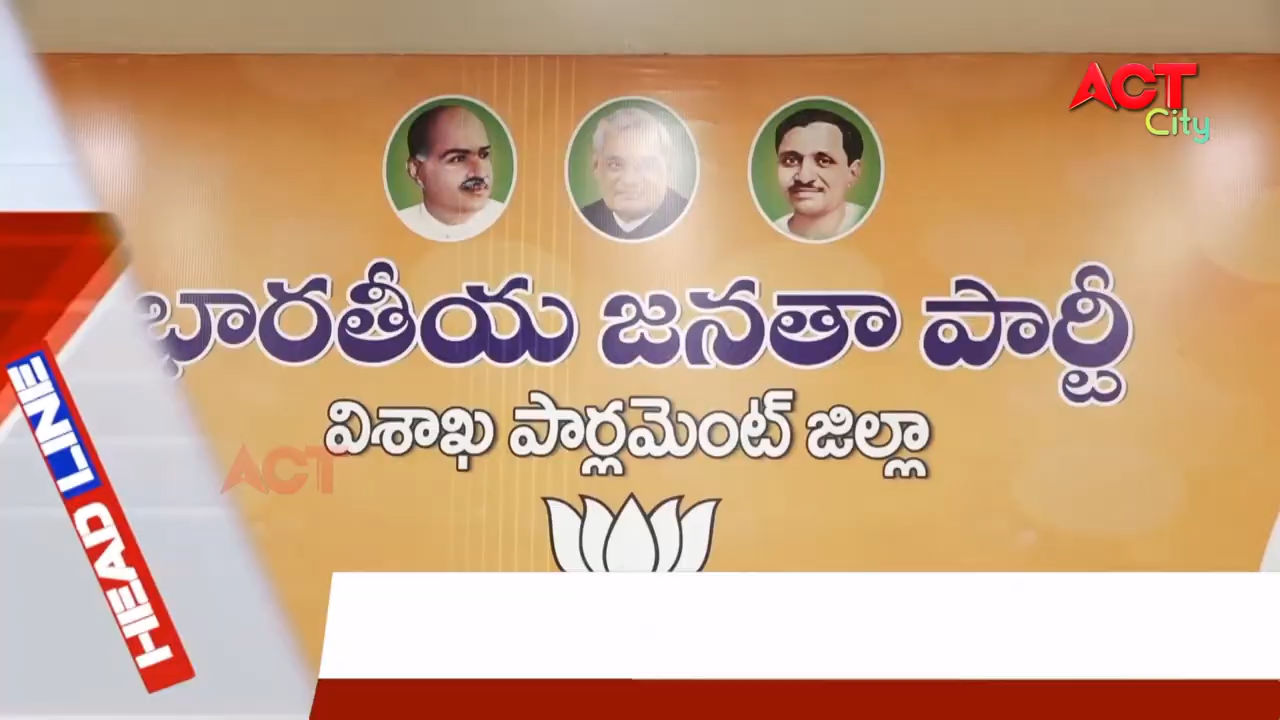 ACT
City
భారతీయ జనతా పార్టీ
విశాఖ పార్లమెంట్ జిల్లా
ACT
HEAD LINE